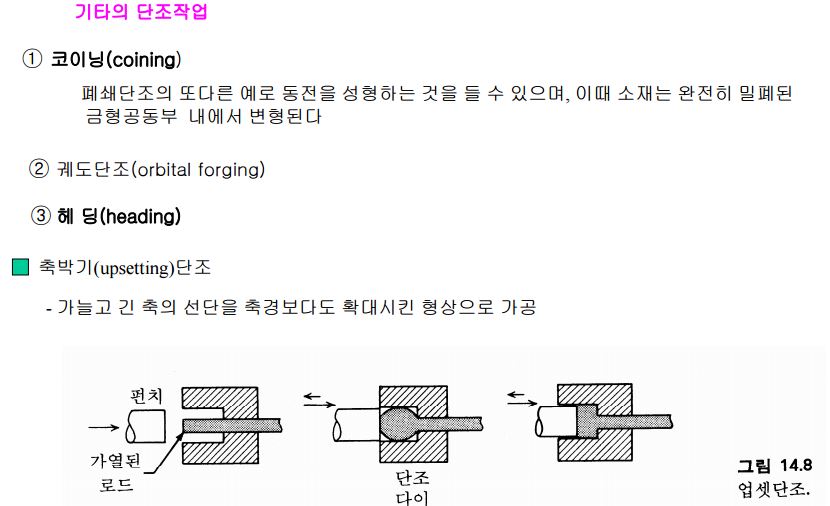 기타의 단조작업
① 코이닝(coining)
폐쇄단조의 또다른 예로 동전을 성형하는 것을 들 수 있으며, 이때 소재는 완전히 밀폐된
금형공동부 내에서 변형된다
② 궤도단조(orbital forging)
③ 헤 딩(heading)
축박기(upsetting)단조
- 가늘고 긴 축의 선단을 축경보다도 확대시킨 형상으로 가공
펀치
가열된
로드
단조
다이
그림 14.8
업셋단조.